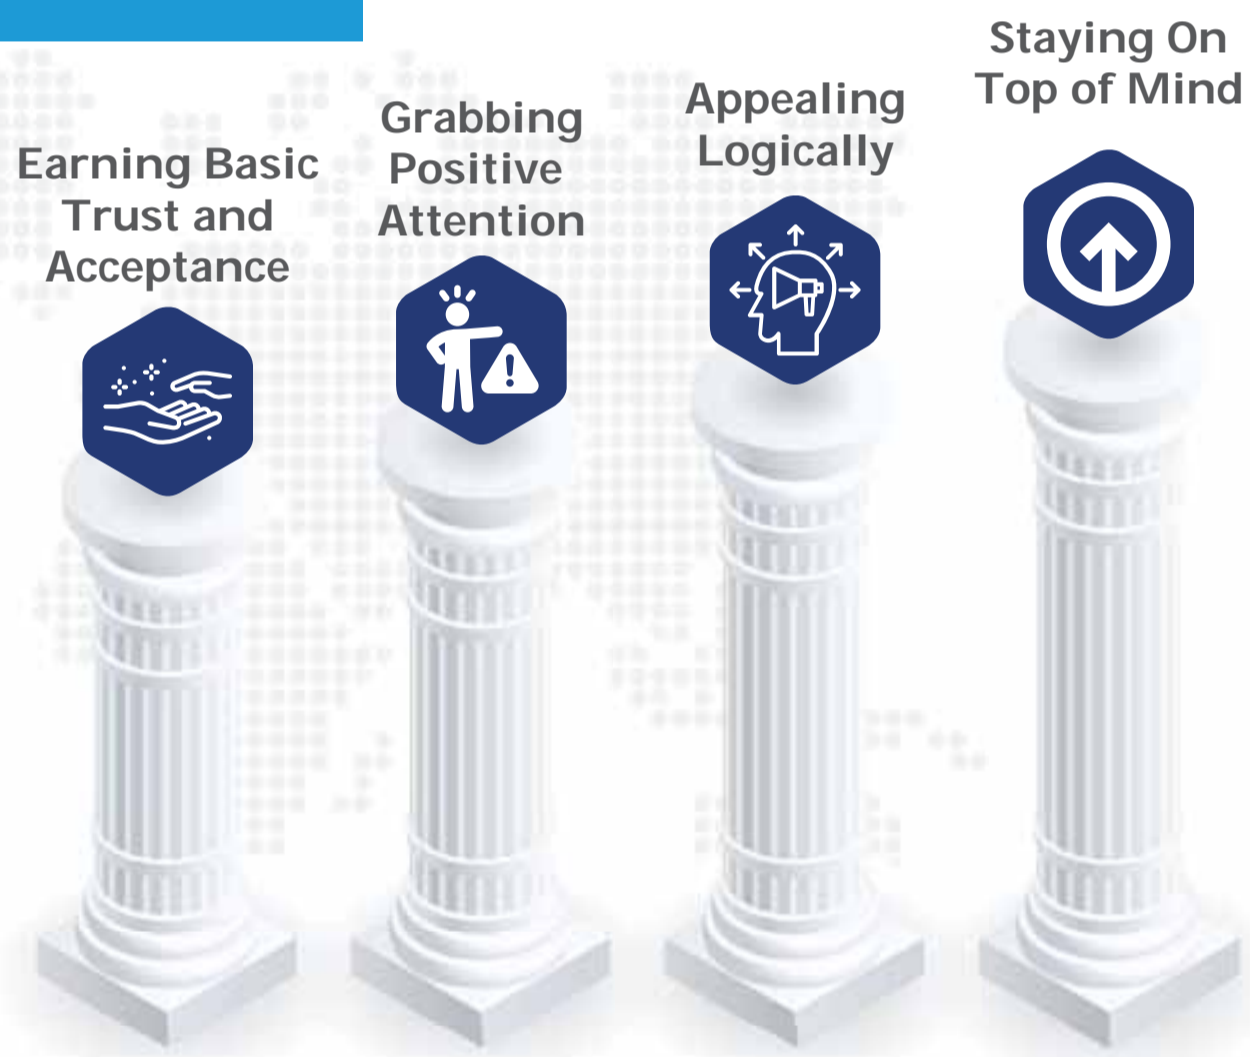 Earning Basic
Trust and
Acceptance
Grabbing
Positive
Attention
Appealing
Logically
Staying On
Top of Mind